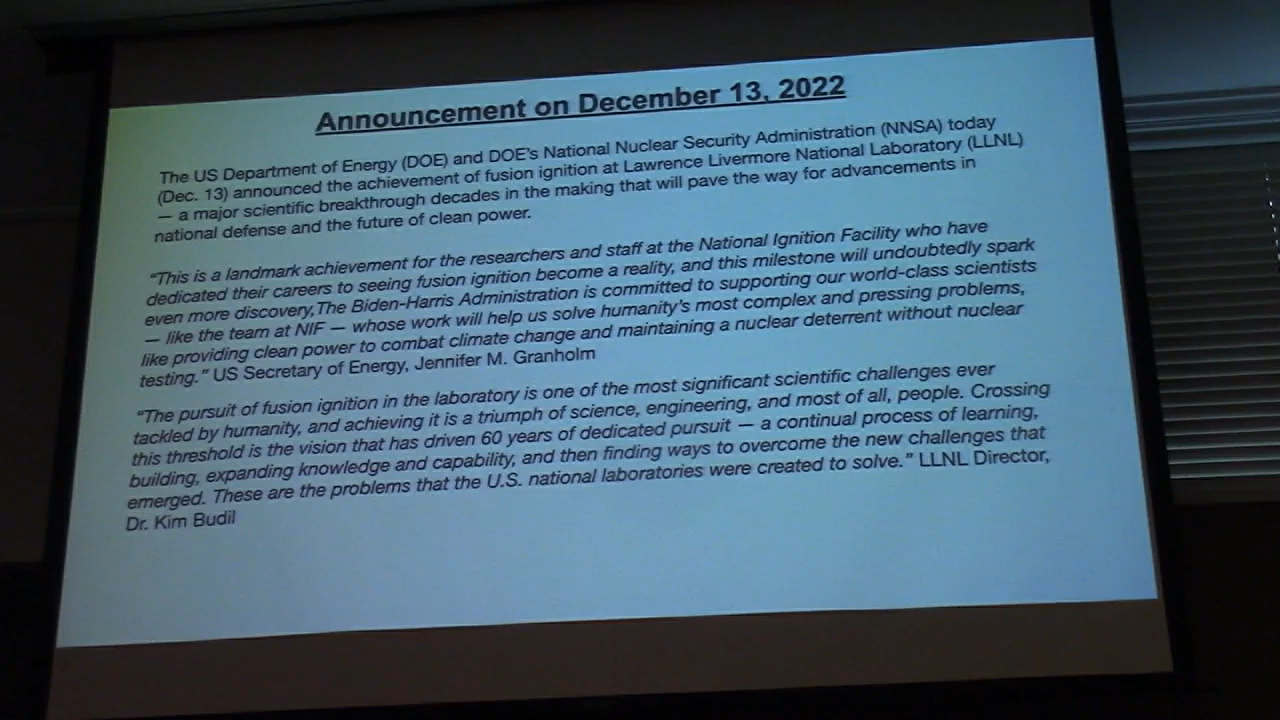 Announcement on December 13, 2022
The US Department of Energy (DOE) and DOE's National Nuclear Security Administration (NNSA) today
(Dec. 13) announced the achievement of fusion ignition at Lawrence Livermore National Laboratory (LLNL)
— a major scientific breakthrough decades in the making that will pave the way for advancements in
national defense and the future of clean power.
“This is a landmark achievement for the researchers and staff at the National Ignition Facility who have
dedicated their careers to seeing fusion ignition become a reality, and this milestone will undoubtedly spark
even more discovery,The Biden-Harris Administration is committed to supporting our world-class scientists
— like the team at NIF — whose work will help us solve humanity's most complex and pressing problems,
like providing clean power to combat climate change and maintaining a nuclear deterrent without nuclear
testing.” US Secretary of Energy, Jennifer M. Granholm
“The pursuit of fusion ignition in the laboratory is one of the most significant scientific challenges ever
tackled by humanity, and achieving it is a triumph of science, engineering, and most of all, people. Crossing
this threshold is the vision that has driven 60 years of dedicated pursuit — a continual process of learning,
building, expanding knowledge and capability, and then finding ways to overcome the new challenges that
emerged. These are the problems that the U.S. national laboratories were created to solve.” LLNL Director,
Dr. Kim Budil